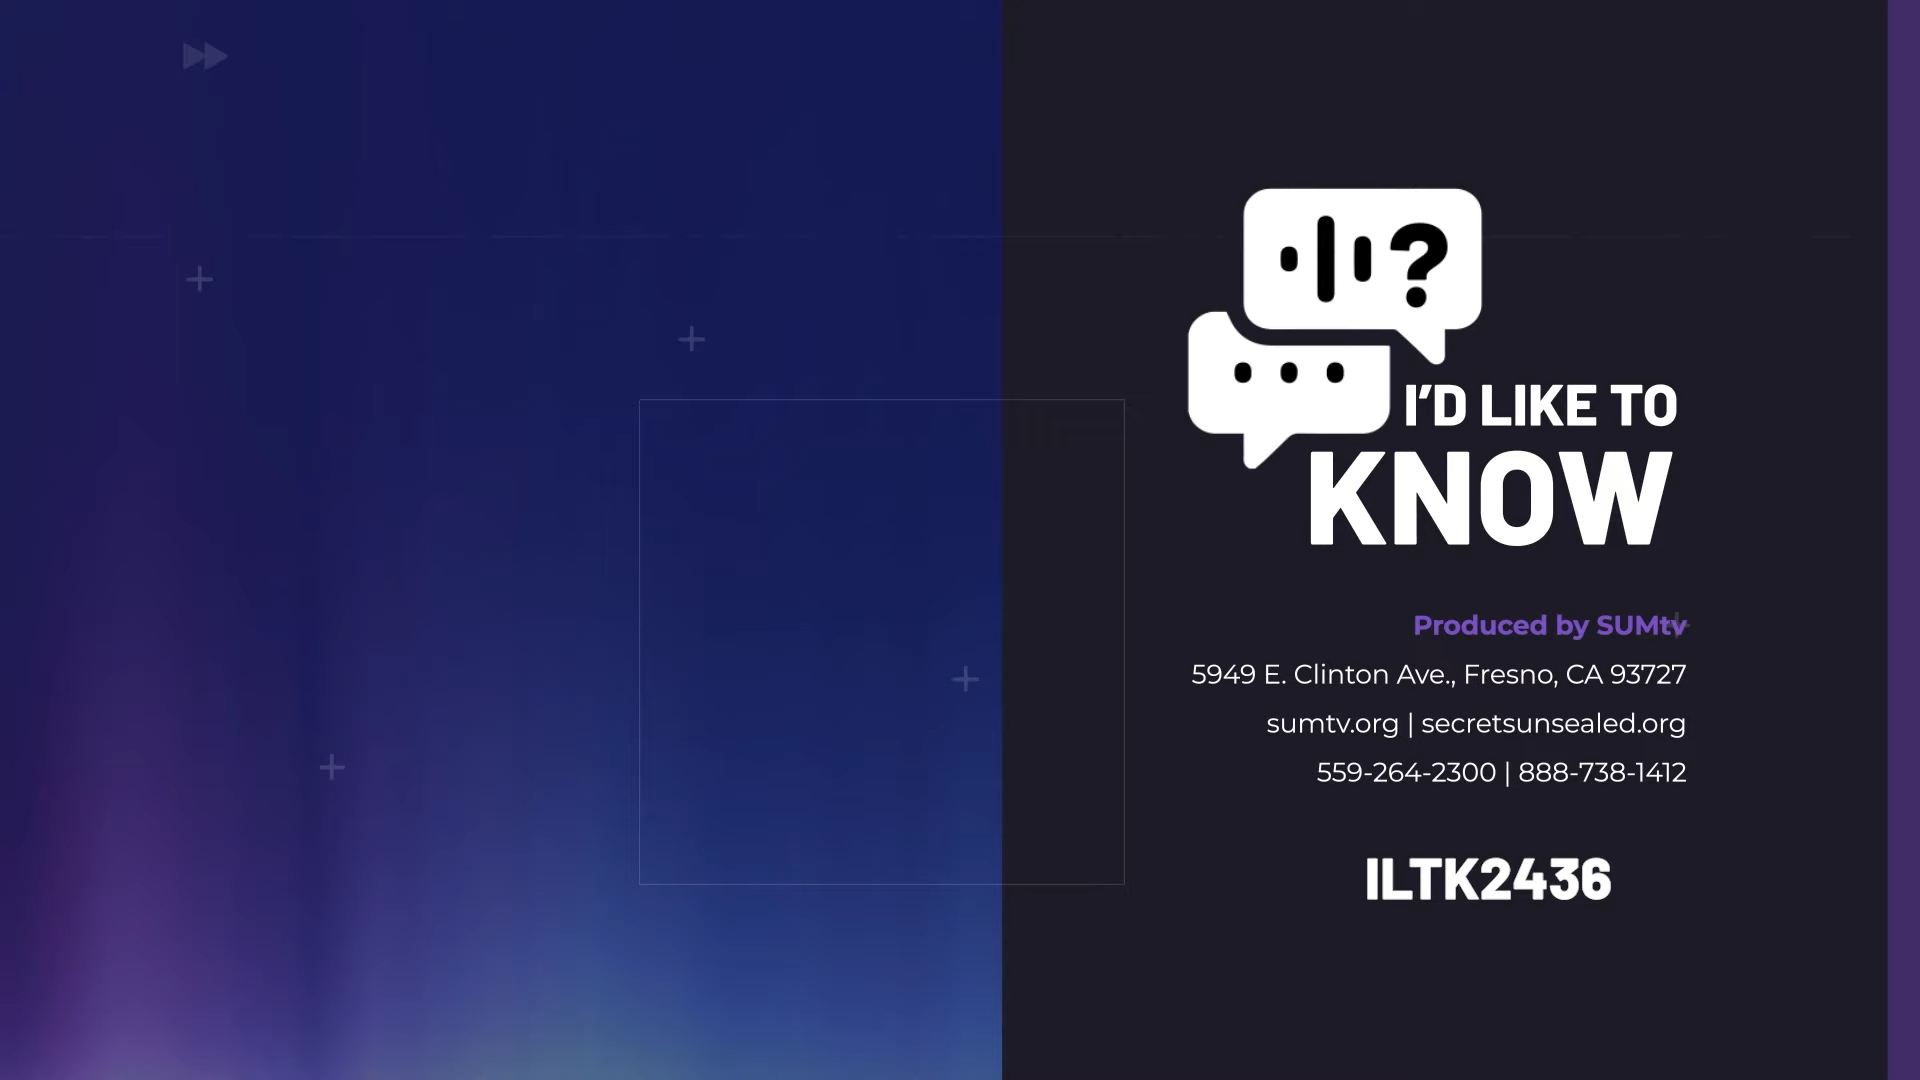 ?
I'D LIKE TO
KNOW
Produced by SUMtv
5949 E. Clinton Ave., Fresno, CA 93727
sumtv.org | secretsunsealed.org
559-264-2300 | 888-738-1412
ILTK2436